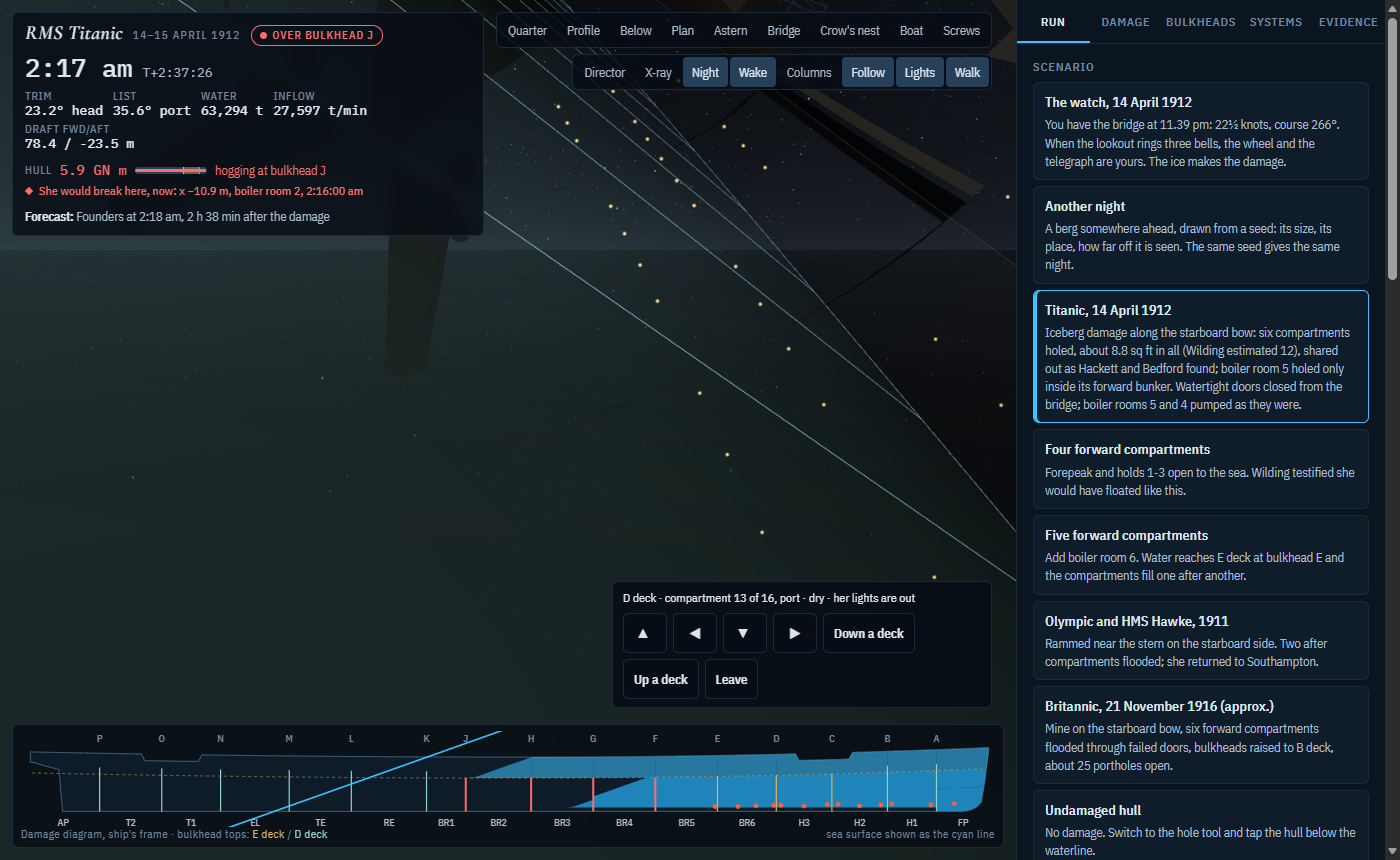 RMS Titanic 14–15 APRIL 1912 OVER BULKHEAD J
2:17 am T+2:37:26
TRIM LIST WATER INFLOW
23.2° head 35.6° port 63,294 t 27,597 t/min
DRAFT FWD/AFT
78.4 / -23.5 m
HULL 5.9 GN m hogging at bulkhead J
She would break here, now: x −10.9 m, boiler room 2, 2:16:00 am
Forecast: Founders at 2:18 am, 2 h 38 min after the damage
Quarter Profile Below Plan Astern Bridge Crow's nest Boat Screws
Director X-ray Night Wake Columns Follow Lights Walk
D deck · compartment 13 of 16, port · dry · her lights are out
Down a deck
Up a deck Leave
P O N M L K J H G F E D C B A
AP T2 T1 EL TE RE BR1 BR2 BR3 BR4 BR5 BR6 H3 H2 H1 FP
Damage diagram, ship's frame · bulkhead tops: E deck / D deck sea surface shown as the cyan line
RUN DAMAGE BULKHEADS SYSTEMS EVIDENCE
SCENARIO
The watch, 14 April 1912
You have the bridge at 11.39 pm: 22½ knots, course 266°.
When the lookout rings three bells, the wheel and the
telegraph are yours. The ice makes the damage.
Another night
A berg somewhere ahead, drawn from a seed: its size, its
place, how far off it is seen. The same seed gives the same
night.
Titanic, 14 April 1912
Iceberg damage along the starboard bow: six compartments
holed, about 8.8 sq ft in all (Wilding estimated 12), shared
out as Hackett and Bedford found; boiler room 5 holed only
inside its forward bunker. Watertight doors closed from the
bridge; boiler rooms 5 and 4 pumped as they were.
Four forward compartments
Forepeak and holds 1-3 open to the sea. Wilding testified she
would have floated like this.
Five forward compartments
Add boiler room 6. Water reaches E deck at bulkhead E and
the compartments fill one after another.
Olympic and HMS Hawke, 1911
Rammed near the stern on the starboard side. Two after
compartments flooded; she returned to Southampton.
Britannic, 21 November 1916 (approx.)
Mine on the starboard bow, six forward compartments
flooded through failed doors, bulkheads raised to B deck,
about 25 portholes open.
Undamaged hull
No damage. Switch to the hole tool and tap the hull below the
waterline.